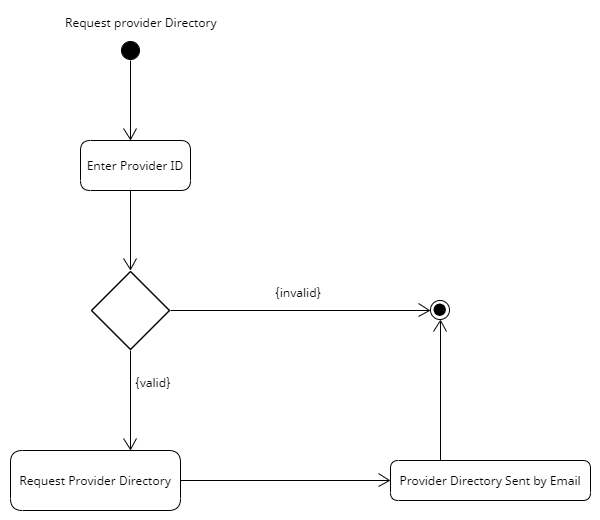 Request provider Directory
Enter Provider ID
{invalid}
{valid}
Request Provider Directory
Provider Directory Sent by Email